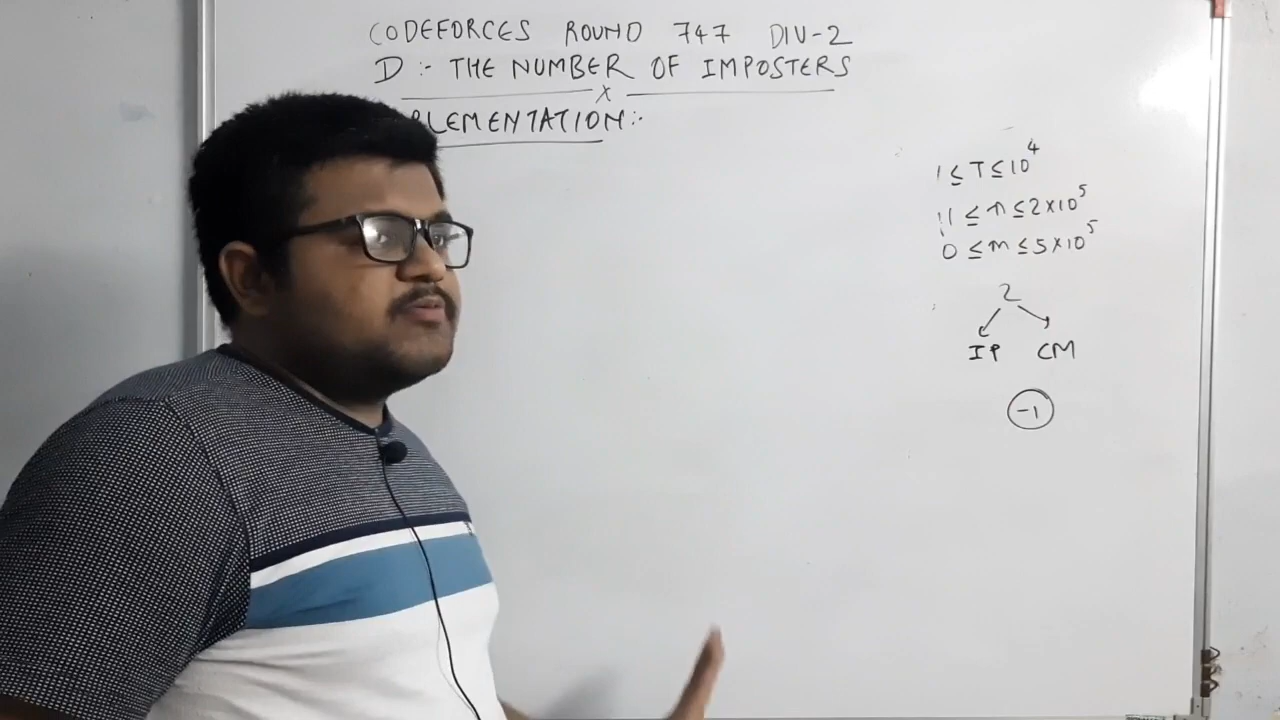 CODEFORCES ROUND 747 DIV-2
D :- THE NUMBER OF IMPOSTERS
x
PLEMENTATION :-
1 ≤ T ≤ 10^4
1 ≤ n ≤ 2×10^5
0 ≤ m ≤ 5×10^5
2
IP CM
-1